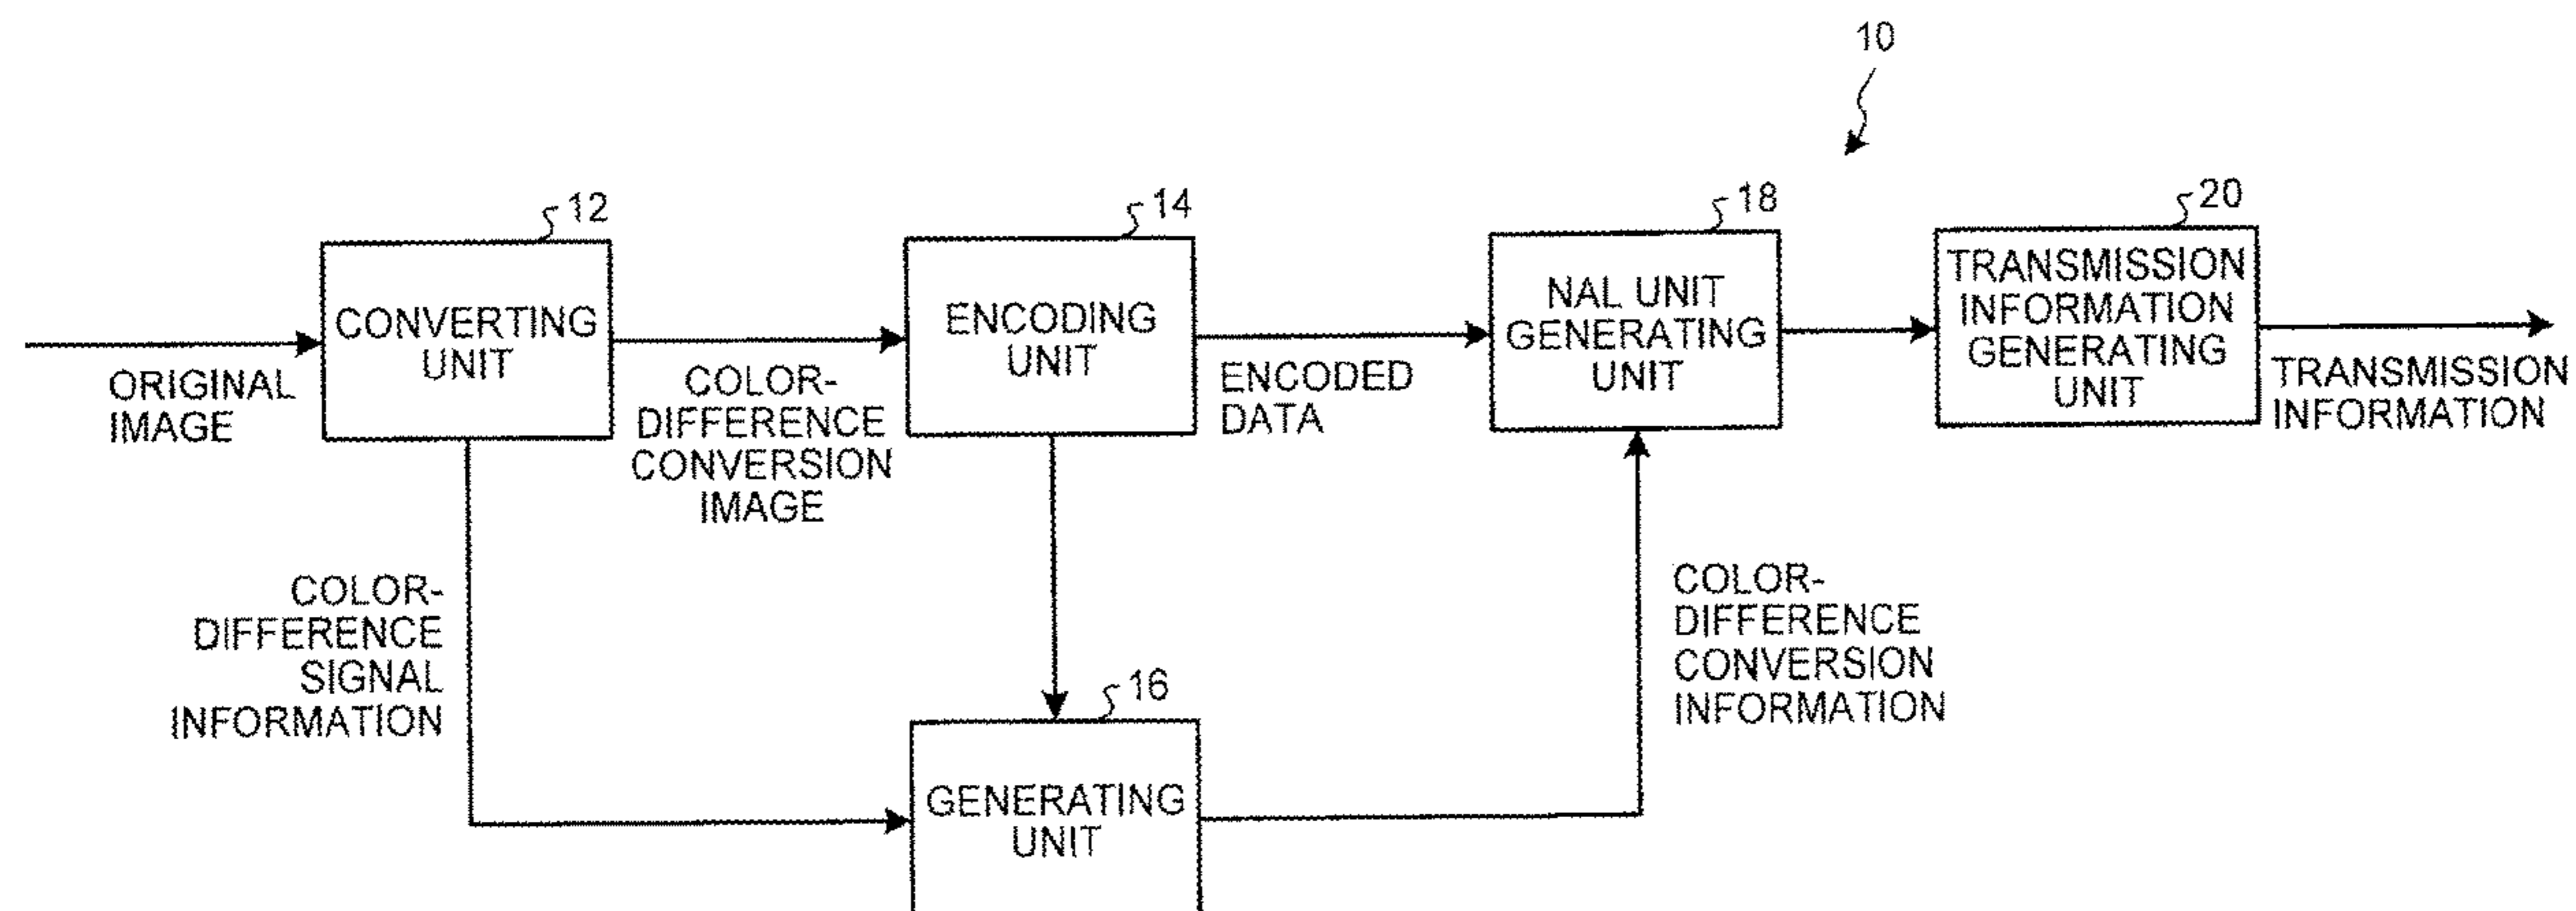 10
12
14
18
20
CONVERTING
UNIT
ENCODING
UNIT
NAL UNIT
GENERATING
UNIT
TRANSMISSION
INFORMATION
GENERATING
UNIT
ORIGINAL
IMAGE
COLOR-
DIFFERENCE
CONVERSION
IMAGE
ENCODED
DATA
TRANSMISSION
INFORMATION
COLOR-
DIFFERENCE
SIGNAL
INFORMATION
COLOR-
DIFFERENCE
CONVERSION
INFORMATION
16
GENERATING
UNIT